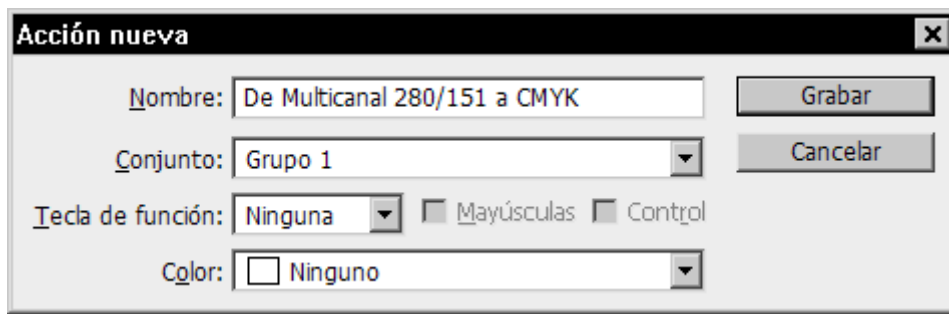 Acción nueva
Nombre: De Multicanal 280/151 a CMYK Grabar
Conjunto: Grupo 1 Cancelar
Tecla de función: Ninguna Mayúsculas Control
Color: Ninguno